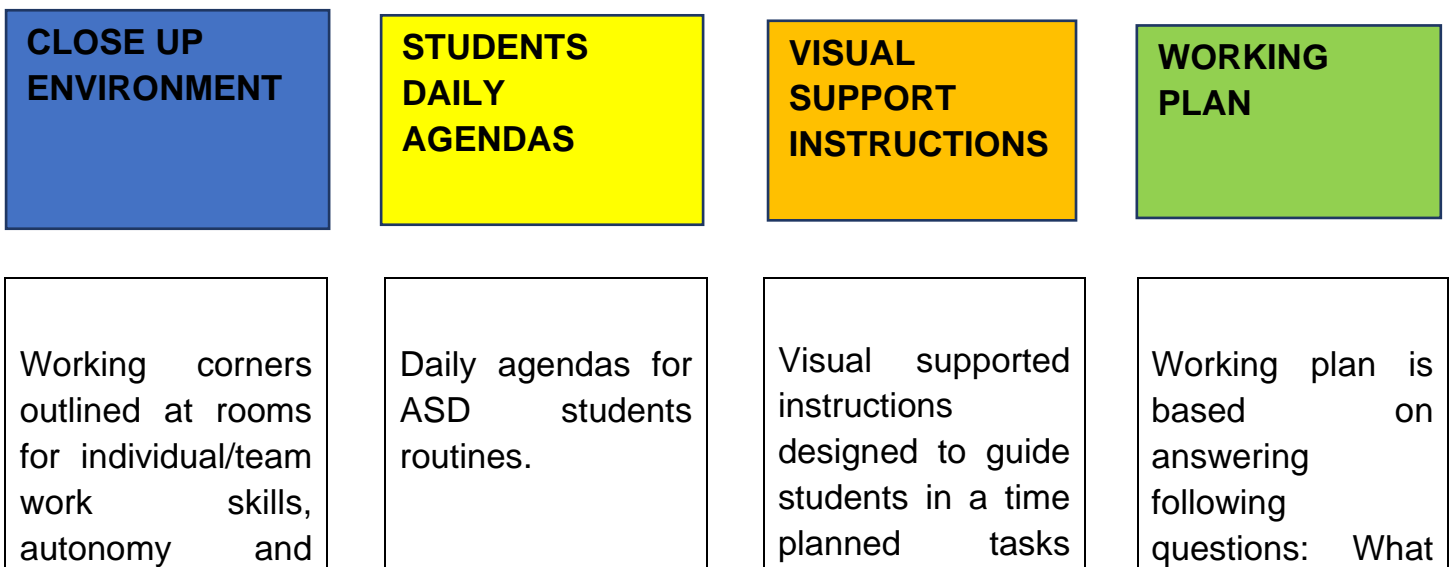 CLOSE UP
ENVIRONMENT
STUDENTS
DAILY
AGENDAS
VISUAL
SUPPORT
INSTRUCTIONS
WORKING
PLAN
Working corners
outlined at rooms
for individual/team
work skills,
autonomy and
Daily agendas for
ASD students
routines.
Visual supported
instructions
designed to guide
students in a time
planned tasks
Working plan is
based on
answering
following
questions: What